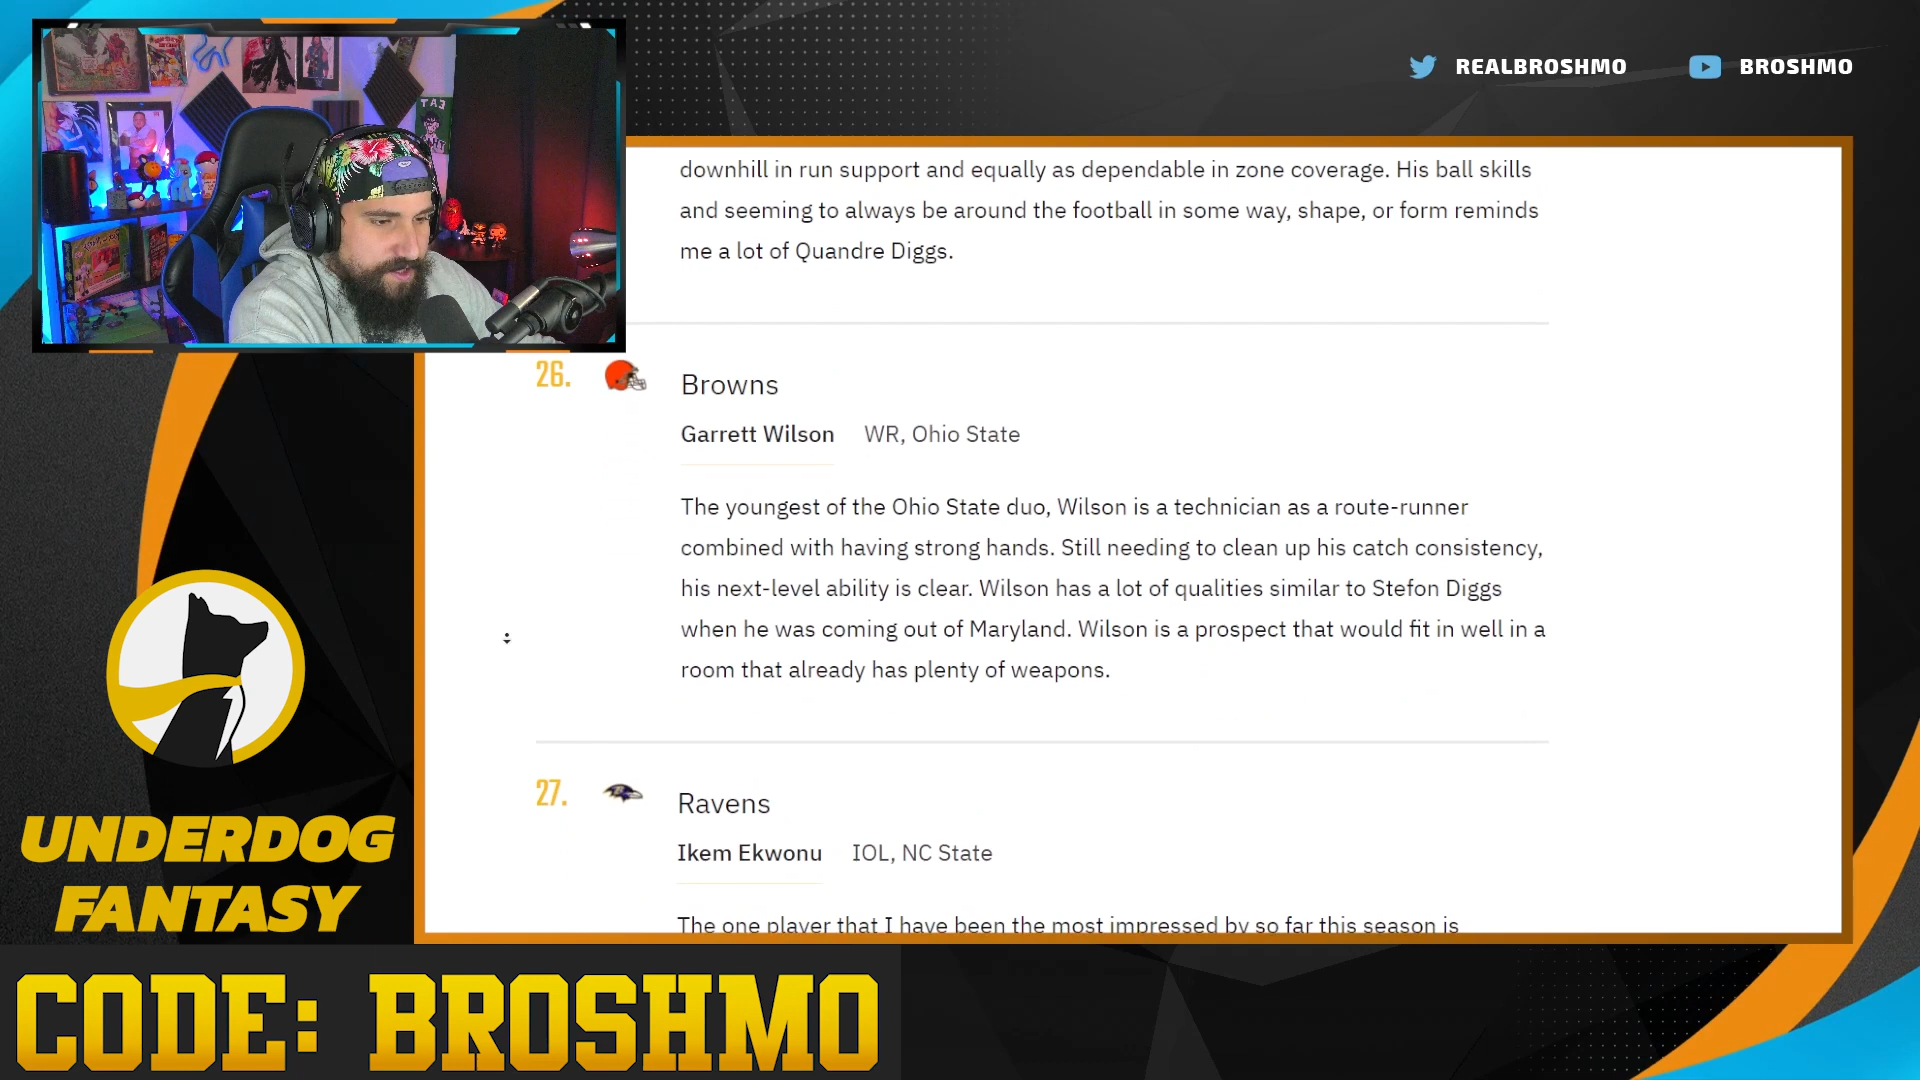 REALBROSHMO
BROSHMO
downhill in run support and equally as dependable in zone coverage. His ball skills
and seeming to always be around the football in some way, shape, or form reminds
me a lot of Quandre Diggs.
26.
Browns
Garrett Wilson WR, Ohio State
The youngest of the Ohio State duo, Wilson is a technician as a route-runner
combined with having strong hands. Still needing to clean up his catch consistency,
his next-level ability is clear. Wilson has a lot of qualities similar to Stefon Diggs
when he was coming out of Maryland. Wilson is a prospect that would fit in well in a
room that already has plenty of weapons.
27.
Ravens
Ikem Ekwonu IOL, NC State
The one player that I have been the most impressed by so far this season is
UNDERDOG
FANTASY
CODE: BROSHMO